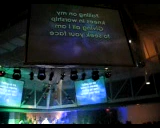 Falling on my
knees in worship
Giving all I am
to seek your face